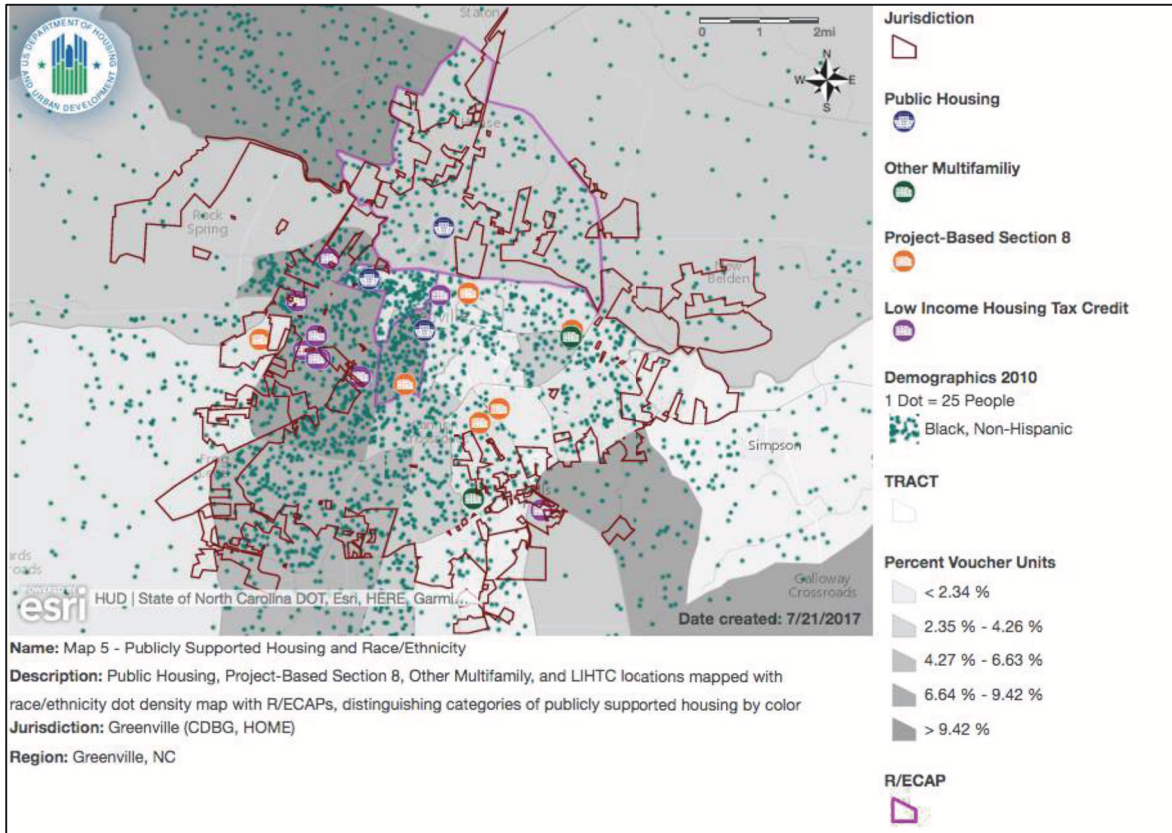 Staton
U.S. DEPARTMENT OF HOUSING
AND URBAN DEVELOPMENT
0 1 2mi
N
W E
S
House
Rock
Spring
New
Belden
Simpson
Galloway
Crossroads
POWERED BY
esri
HUD | State of North Carolina DOT, Esri, HERE, Garmi...
Date created: 7/21/2017
Name: Map 5 - Publicly Supported Housing and Race/Ethnicity
Description: Public Housing, Project-Based Section 8, Other Multifamily, and LIHTC locations mapped with
race/ethnicity dot density map with R/ECAPs, distinguishing categories of publicly supported housing by color
Jurisdiction: Greenville (CDBG, HOME)
Region: Greenville, NC
Jurisdiction
Public Housing
Other Multifamiliy
Project-Based Section 8
Low Income Housing Tax Credit
Demographics 2010
1 Dot = 25 People
Black, Non-Hispanic
TRACT
Percent Voucher Units
< 2.34 %
2.35 % - 4.26 %
4.27 % - 6.63 %
6.64 % - 9.42 %
> 9.42 %
R/ECAP